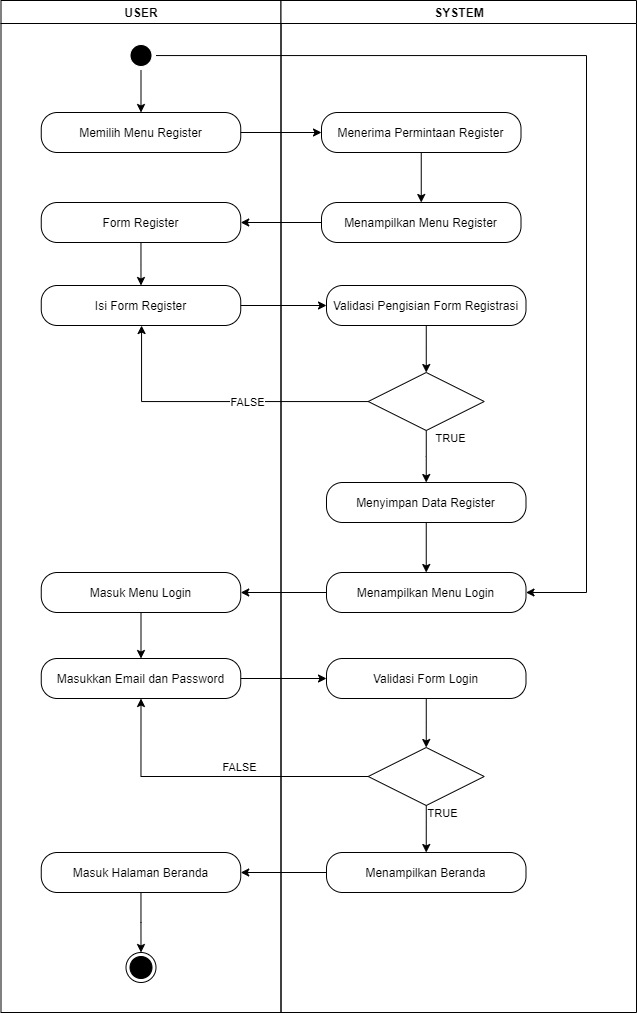 USER
SYSTEM
Memilih Menu Register
Menerima Permintaan Register
Form Register
Menampilkan Menu Register
Isi Form Register
Validasi Pengisian Form Registrasi
FALSE
TRUE
Menyimpan Data Register
Masuk Menu Login
Menampilkan Menu Login
Masukkan Email dan Password
Validasi Form Login
FALSE
TRUE
Masuk Halaman Beranda
Menampilkan Beranda